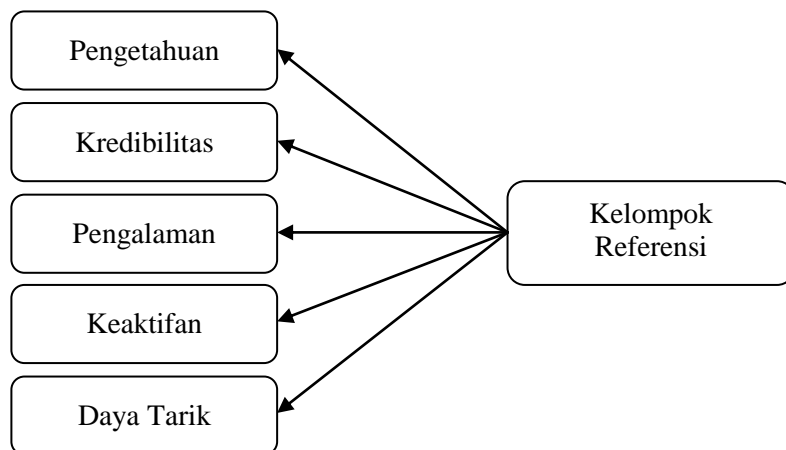 Pengetahuan
Kredibilitas
Pengalaman
Keaktifan
Daya Tarik
Kelompok
Referensi